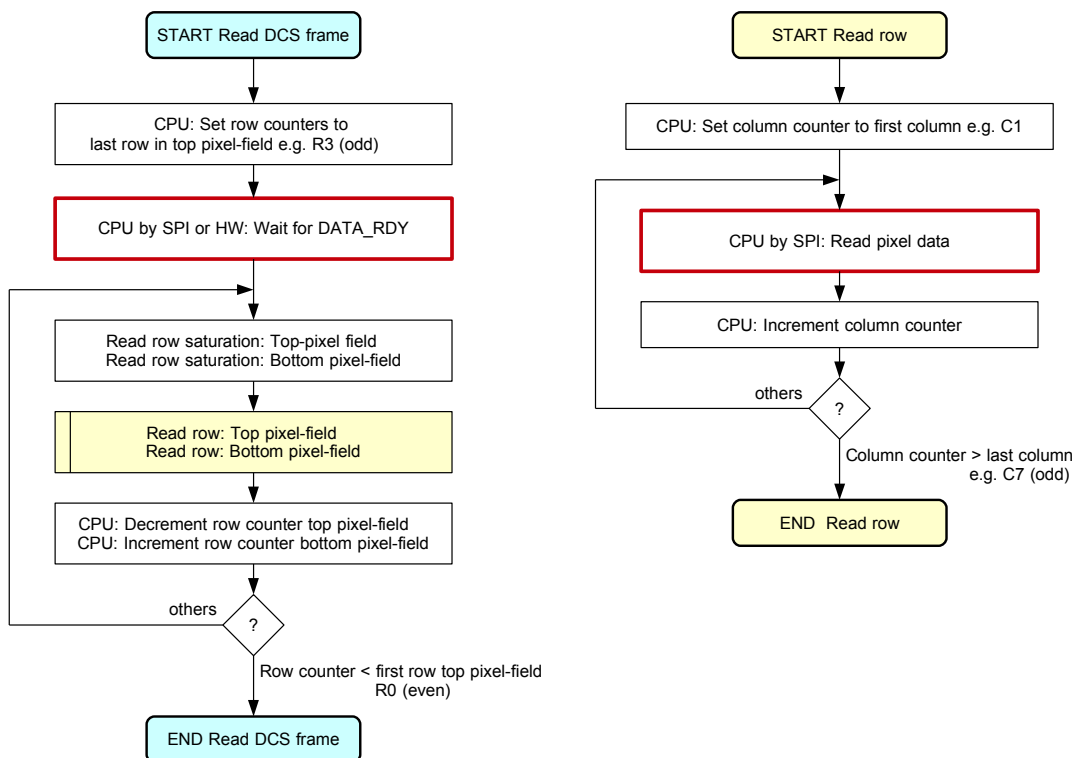 START Read DCS frame
CPU: Set row counters to
last row in top pixel-field e.g. R3 (odd)
CPU by SPI or HW: Wait for DATA_RDY
Read row saturation: Top-pixel field
Read row saturation: Bottom pixel-field
Read row: Top pixel-field
Read row: Bottom pixel-field
CPU: Decrement row counter top pixel-field
CPU: Increment row counter bottom pixel-field
others
?
Row counter < first row top pixel-field
R0 (even)
END Read DCS frame
START Read row
CPU: Set column counter to first column e.g. C1
CPU by SPI: Read pixel data
CPU: Increment column counter
others
?
Column counter > last column
e.g. C7 (odd)
END Read row